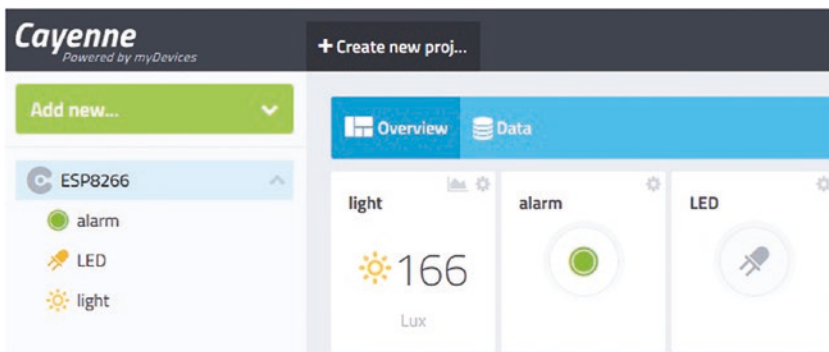 Cayenne
Powered by myDevices
+ Create new proj...
Add new...
Overview
Data
ESP8266
alarm
LED
light
light
166
Lux
alarm
LED